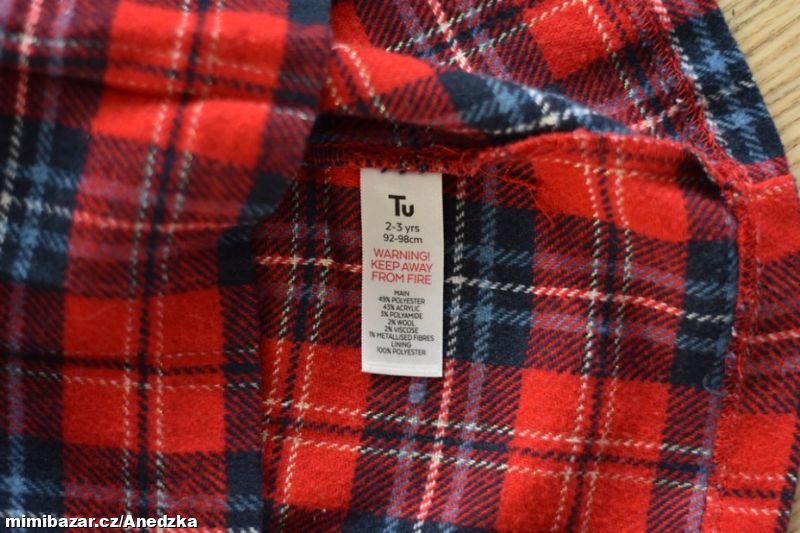 Tu
2-3 yrs
92-98cm
WARNING!
KEEP AWAY
FROM FIRE
MAIN
49% POLYESTER
43% ACRYLIC
3% POLYAMIDE
2% WOOL
2% VISCOSE
1% METALLISED FIBRES
LINING
100% POLYESTER
mimibazar.cz/Anedzka